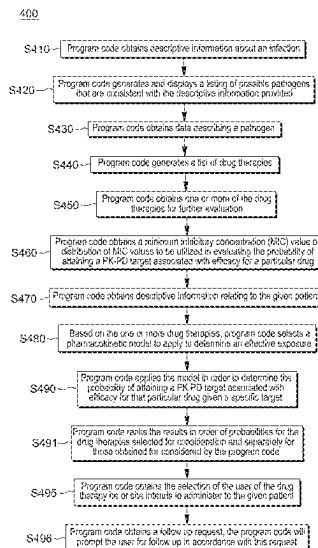 400
S410
Program code obtains descriptive information about an infection
S420
Program code generates and displays a listing of possible pathogens
that are consistent with the descriptive information provided
S430
Program code obtains data describing a pathogen
S440
Program code generates a list of drug therapies
S450
Program code obtains one or more of the drug
therapies for further evaluation
S460
Program code obtains a minimum inhibitory concentration (MIC) value or
distribution of MIC values to be utilized in evaluating the probability of
attaining a PK-PD target associated with efficacy for a particular drug
S470
Program code obtains descriptive information relating to the given patient
S480
Based on the one or more drug therapies, program code selects a
pharmacokinetic model to apply to determine an effective exposure
S490
Program code applies the model in order to determine the
probability of attaining a PK-PD target associated with
efficacy for that particular drug given a specific target
S491
Program code ranks the results in order of probabilities for the
drug therapies selected for consideration and separately for
those obtained for considered by the program code
S495
Program code obtains the selection of the user of the drug
therapy he or she intends to administer to the given patient
S496
Program code obtains a follow up request, the program code will
prompt the user for follow up in accordance with this request